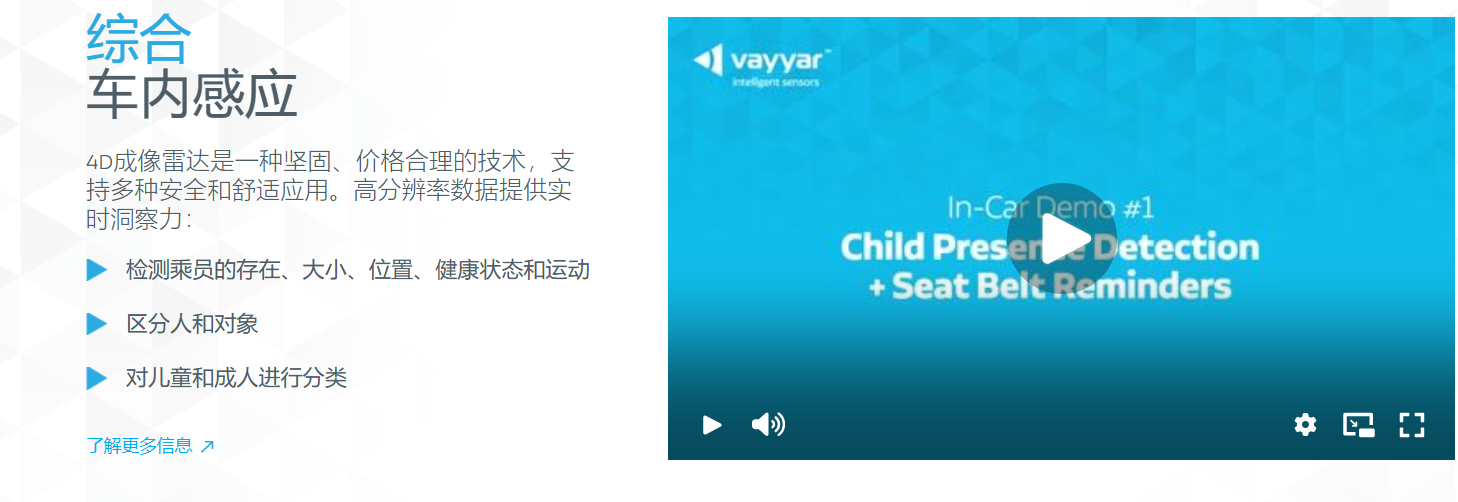 综合
车内感应
4D成像雷达是一种坚固、价格合理的技术，支
持多种安全和舒适应用。高分辨率数据提供实
时洞察力：
检测乘员的存在、大小、位置、健康状态和运动
区分人和对象
对儿童和成人进行分类
了解更多信息
vayyar™
intelligent sensors
In-Car Demo #1
Child Presence Detection
+ Seat Belt Reminders